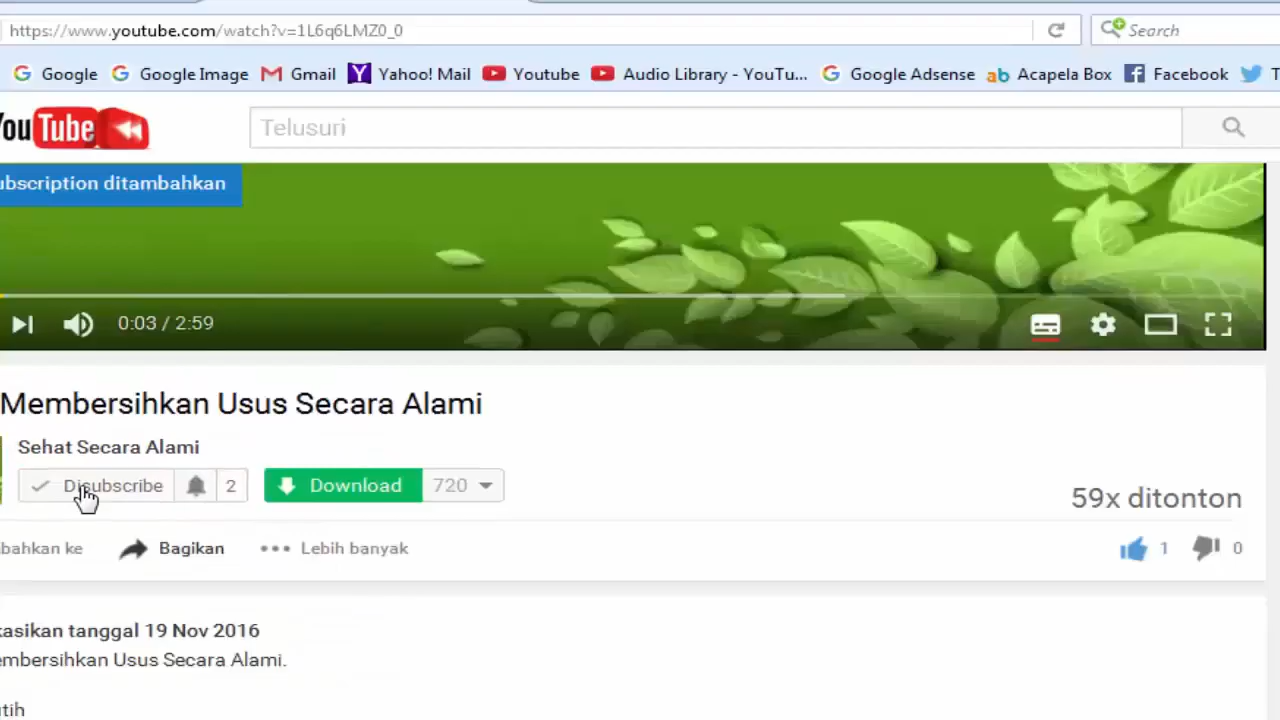 https://www.youtube.com/watch?v=1L6q6LMZ0_0 Search
Google Google Image Gmail Yahoo! Mail Youtube Audio Library - YouTu... Google Adsense ab Acapela Box Facebook T
You Tube Telusuri
ubscription ditambahkan
0:03 / 2:59
Membersihkan Usus Secara Alami
Sehat Secara Alami
Disubscribe 2 Download 720
59x ditonton
bahkan ke Bagikan Lebih banyak 1 0
kasikan tanggal 19 Nov 2016
embersihkan Usus Secara Alami.
utih